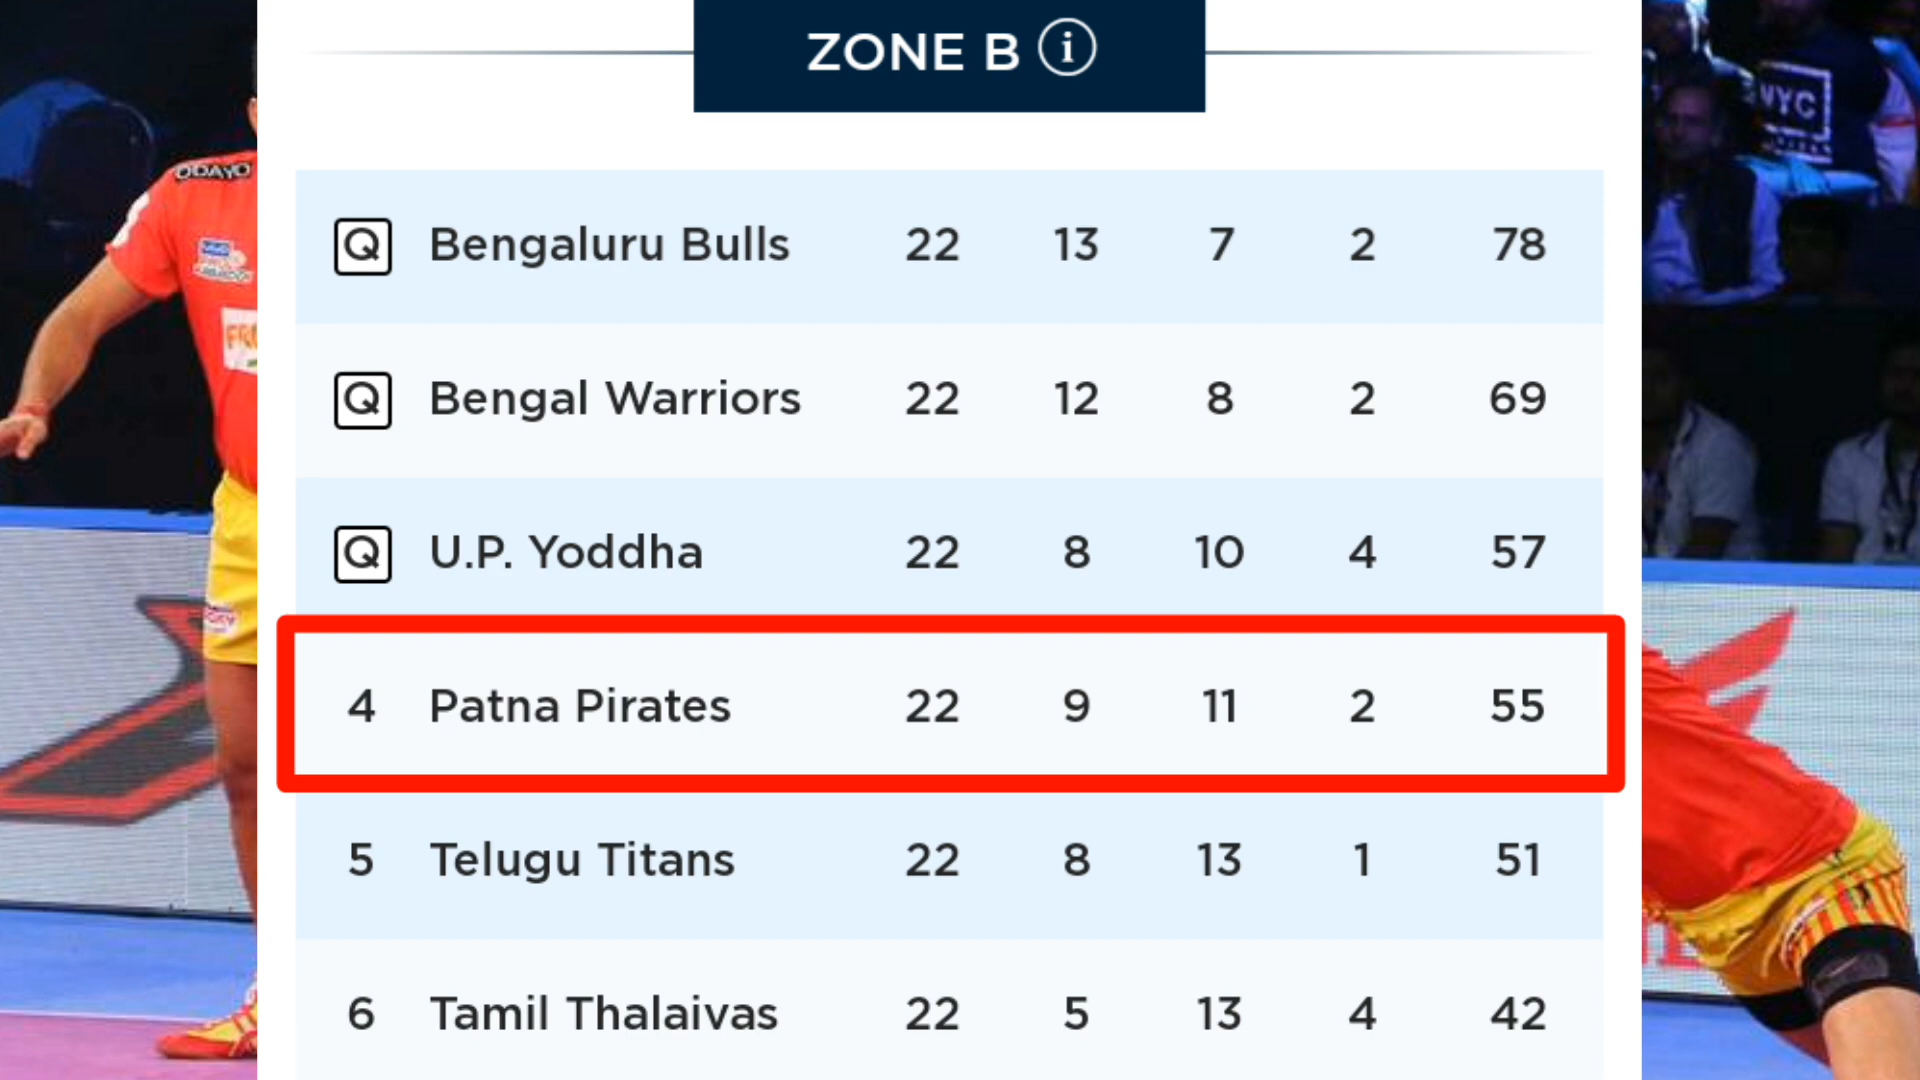 ZONE B i
Q Bengaluru Bulls 22 13 7 2 78
Q Bengal Warriors 22 12 8 2 69
Q U.P. Yoddha 22 8 10 4 57
4 Patna Pirates 22 9 11 2 55
5 Telugu Titans 22 8 13 1 51
6 Tamil Thalaivas 22 5 13 4 42
NYC